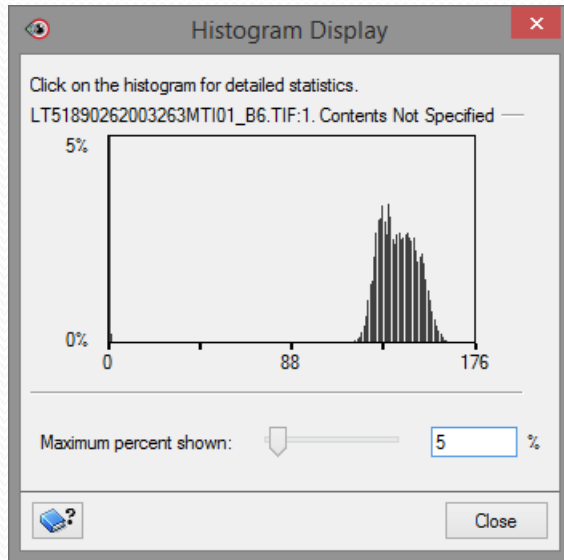 Histogram Display
Click on the histogram for detailed statistics.
LT51890262003263MTI01_B6.TIF:1. Contents Not Specified
5%
0%
0 88 176
Maximum percent shown: 5 %
?
Close